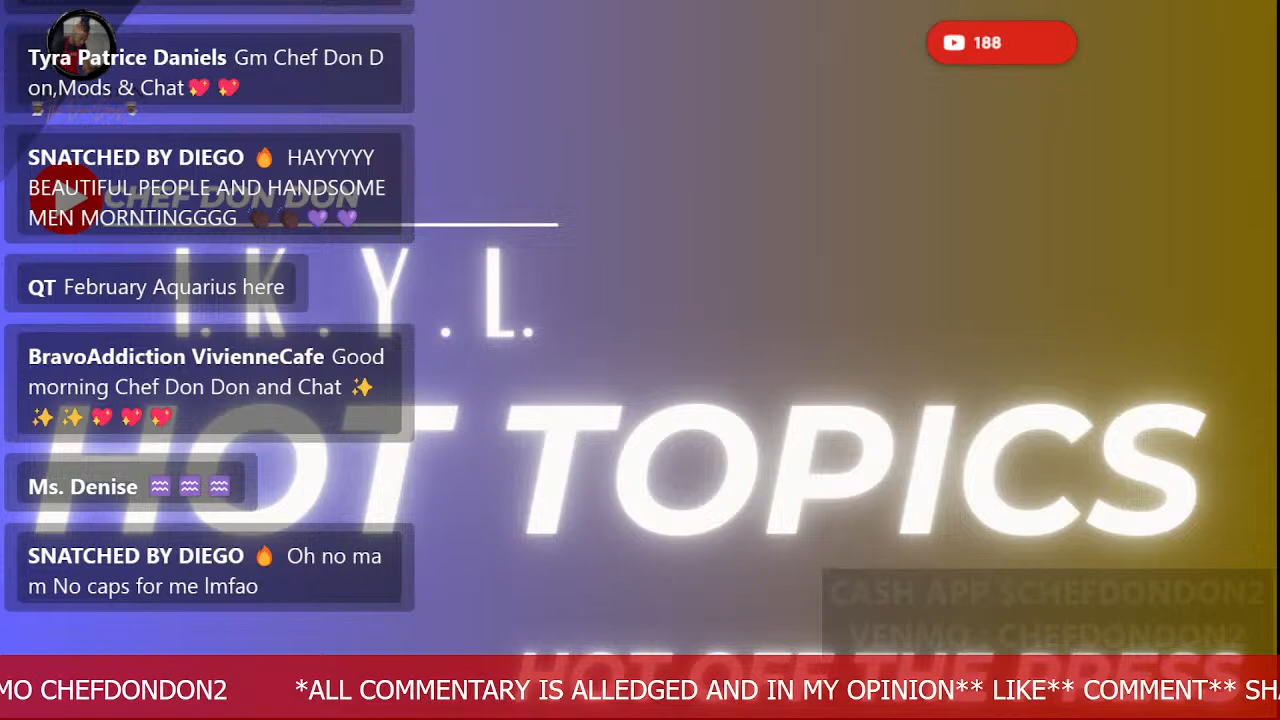 Tyra Patrice Daniels Gm Chef Don D
on,Mods & Chat💖 💖
188
SNATCHED BY DIEGO 🔥 HAYYYYY
BEAUTIFUL PEOPLE AND HANDSOME
MEN MORNTINGGGG 👏🏿 👏🏿 💜 💜
CHEF DON DON
QT February Aquarius here
I. K . Y . L.
BravoAddiction VivienneCafe Good
morning Chef Don Don and Chat ✨
✨ ✨ 💖 💖 💖
HOT TOPICS
Ms. Denise ♒ ♒ ♒
SNATCHED BY DIEGO 🔥 Oh no ma
m No caps for me lmfao
CASH APP $CHEFDONDON2
VENMO - CHEFDONDON2
HOT OFF THE PRESS
MO CHEFDONDON2 *ALL COMMENTARY IS ALLEDGED AND IN MY OPINION** LIKE** COMMENT** SHA